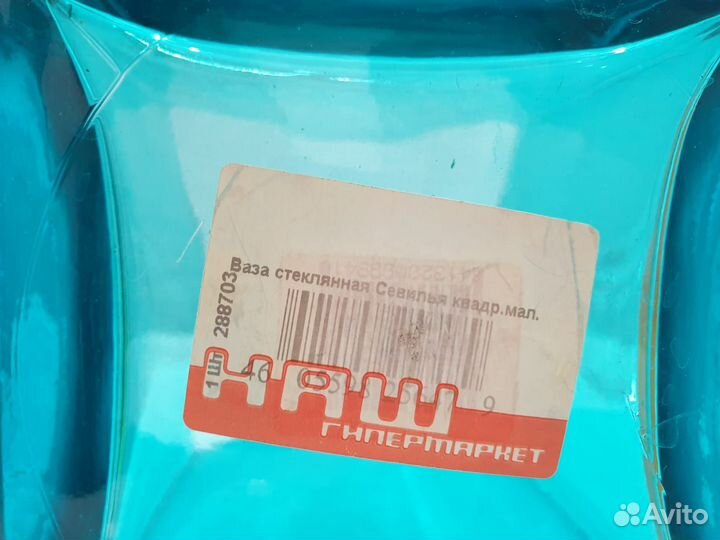 Ваза стеклянная Севилья квадр.мал.
1 Шт 288703
НАШ
ГИПЕРМАРКЕТ
Avito